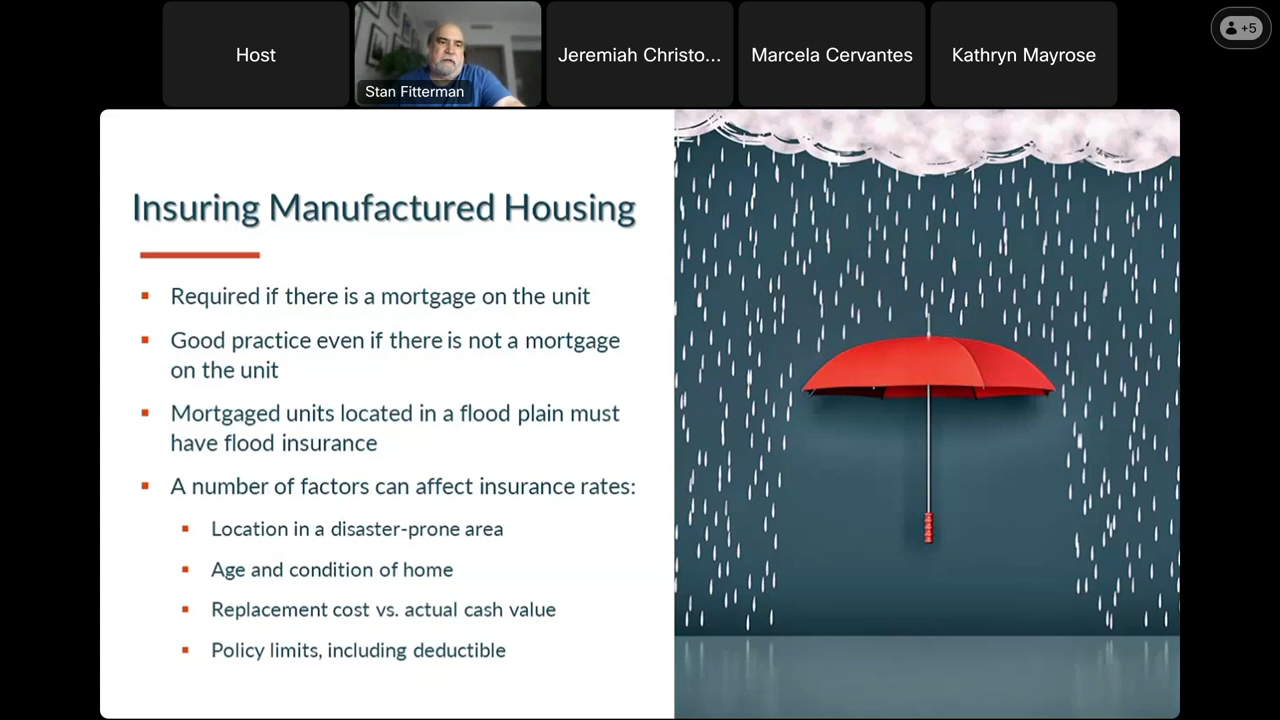 Host
Stan Fitterman
Jeremiah Christo...
Marcela Cervantes
Kathryn Mayrose
+5
Insuring Manufactured Housing
▪ Required if there is a mortgage on the unit
▪ Good practice even if there is not a mortgage
on the unit
▪ Mortgaged units located in a flood plain must
have flood insurance
▪ A number of factors can affect insurance rates:
▪ Location in a disaster-prone area
▪ Age and condition of home
▪ Replacement cost vs. actual cash value
▪ Policy limits, including deductible